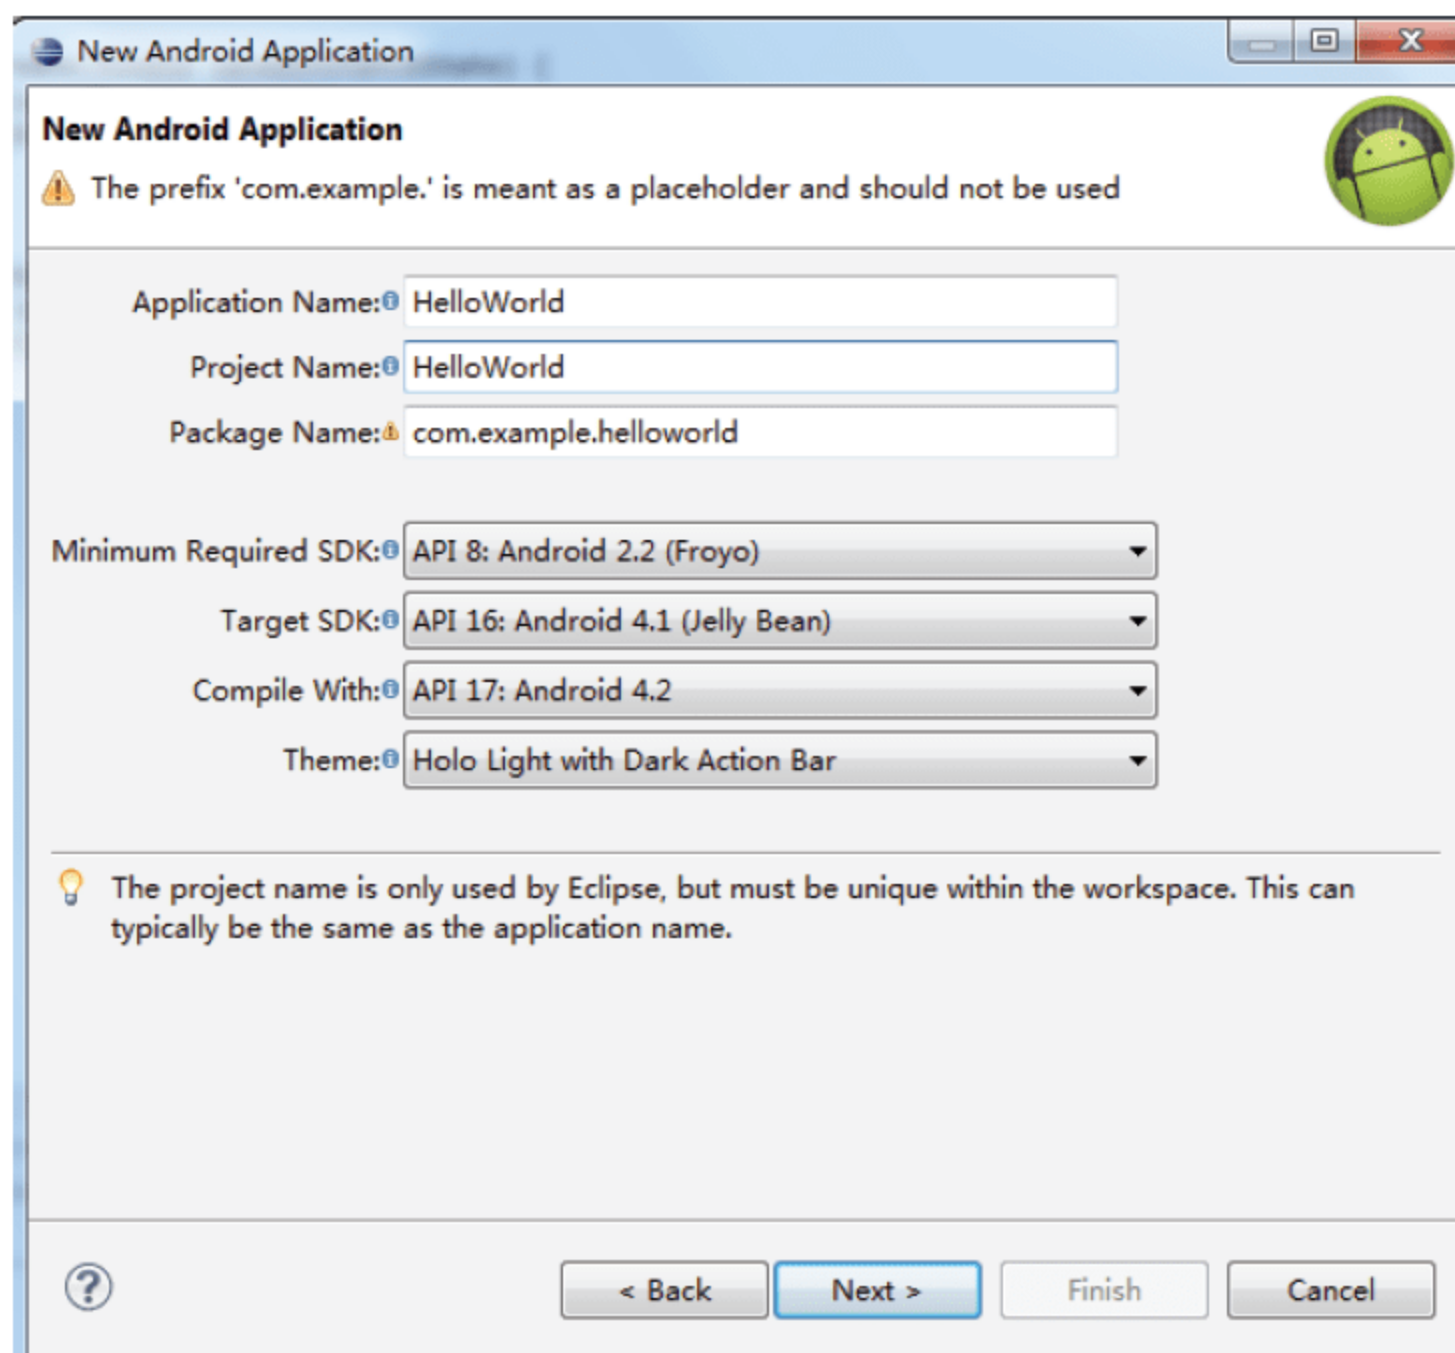 New Android Application
New Android Application
The prefix 'com.example.' is meant as a placeholder and should not be used
Application Name: HelloWorld
Project Name: HelloWorld
Package Name: com.example.helloworld
Minimum Required SDK: API 8: Android 2.2 (Froyo)
Target SDK: API 16: Android 4.1 (Jelly Bean)
Compile With: API 17: Android 4.2
Theme: Holo Light with Dark Action Bar
The project name is only used by Eclipse, but must be unique within the workspace. This can
typically be the same as the application name.
< Back Next > Finish Cancel